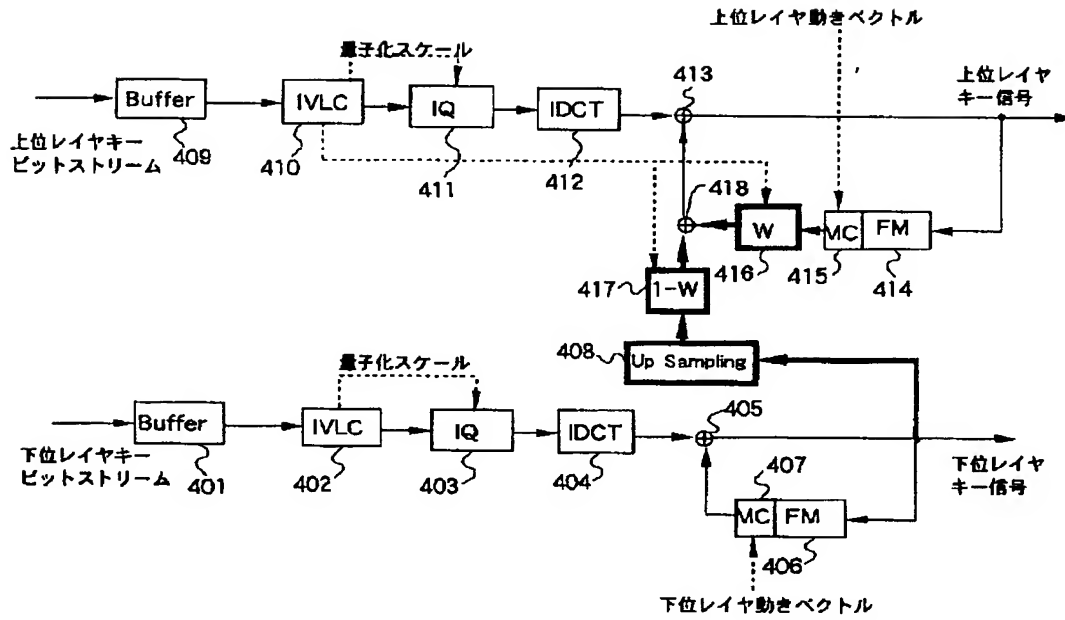 上位レイヤ動きベクトル
量子化スケール
413
上位レイヤ
キー信号
Buffer
IVLC
IQ
IDCT
上位レイヤキー
ビットストリーム
409
410
411
412
418
W
MC
FM
416
415
414
417
1-W
408
Up Sampling
量子化スケール
405
Buffer
IVLC
IQ
IDCT
下位レイヤキー
ビットストリーム
401
402
403
404
407
下位レイヤ
キー信号
MC
FM
406
下位レイヤ動きベクトル